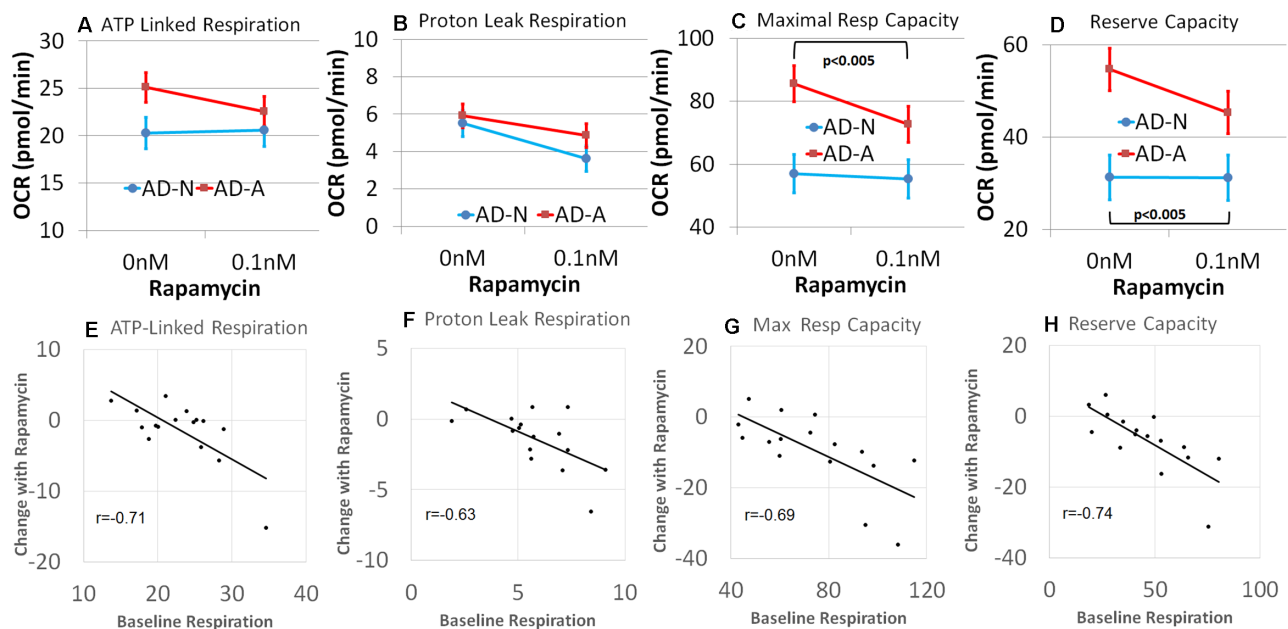 A ATP Linked Respiration
OCR (pmol/min)
30
25
20
15
10
AD-N AD-A
0nM 0.1nM
Rapamycin
B Proton Leak Respiration
OCR (pmol/min)
10
8
6
4
2
0
AD-N AD-A
0nM 0.1nM
Rapamycin
C Maximal Resp Capacity
OCR (pmol/min)
100
80
60
40
p<0.005
AD-N
AD-A
0nM 0.1nM
Rapamycin
D Reserve Capacity
OCR (pmol/min)
60
40
20
AD-N
AD-A
p<0.005
0nM 0.1nM
Rapamycin
E ATP-Linked Respiration
Change with Rapamycin
10
0
-10
-20
r=-0.71
10 20 30 40
Baseline Respiration
F Proton Leak Respiration
Change with Rapamycin
5
0
-5
-10
r=-0.63
0 5 10
Baseline Respiration
G Max Resp Capacity
Change with Rapamycin
20
0
-20
-40
r=-0.69
40 60 80 100 120
Baseline Respiration
H Reserve Capacity
Change with Rapamycin
20
0
-20
-40
r=-0.74
0 50 100
Baseline Respiration